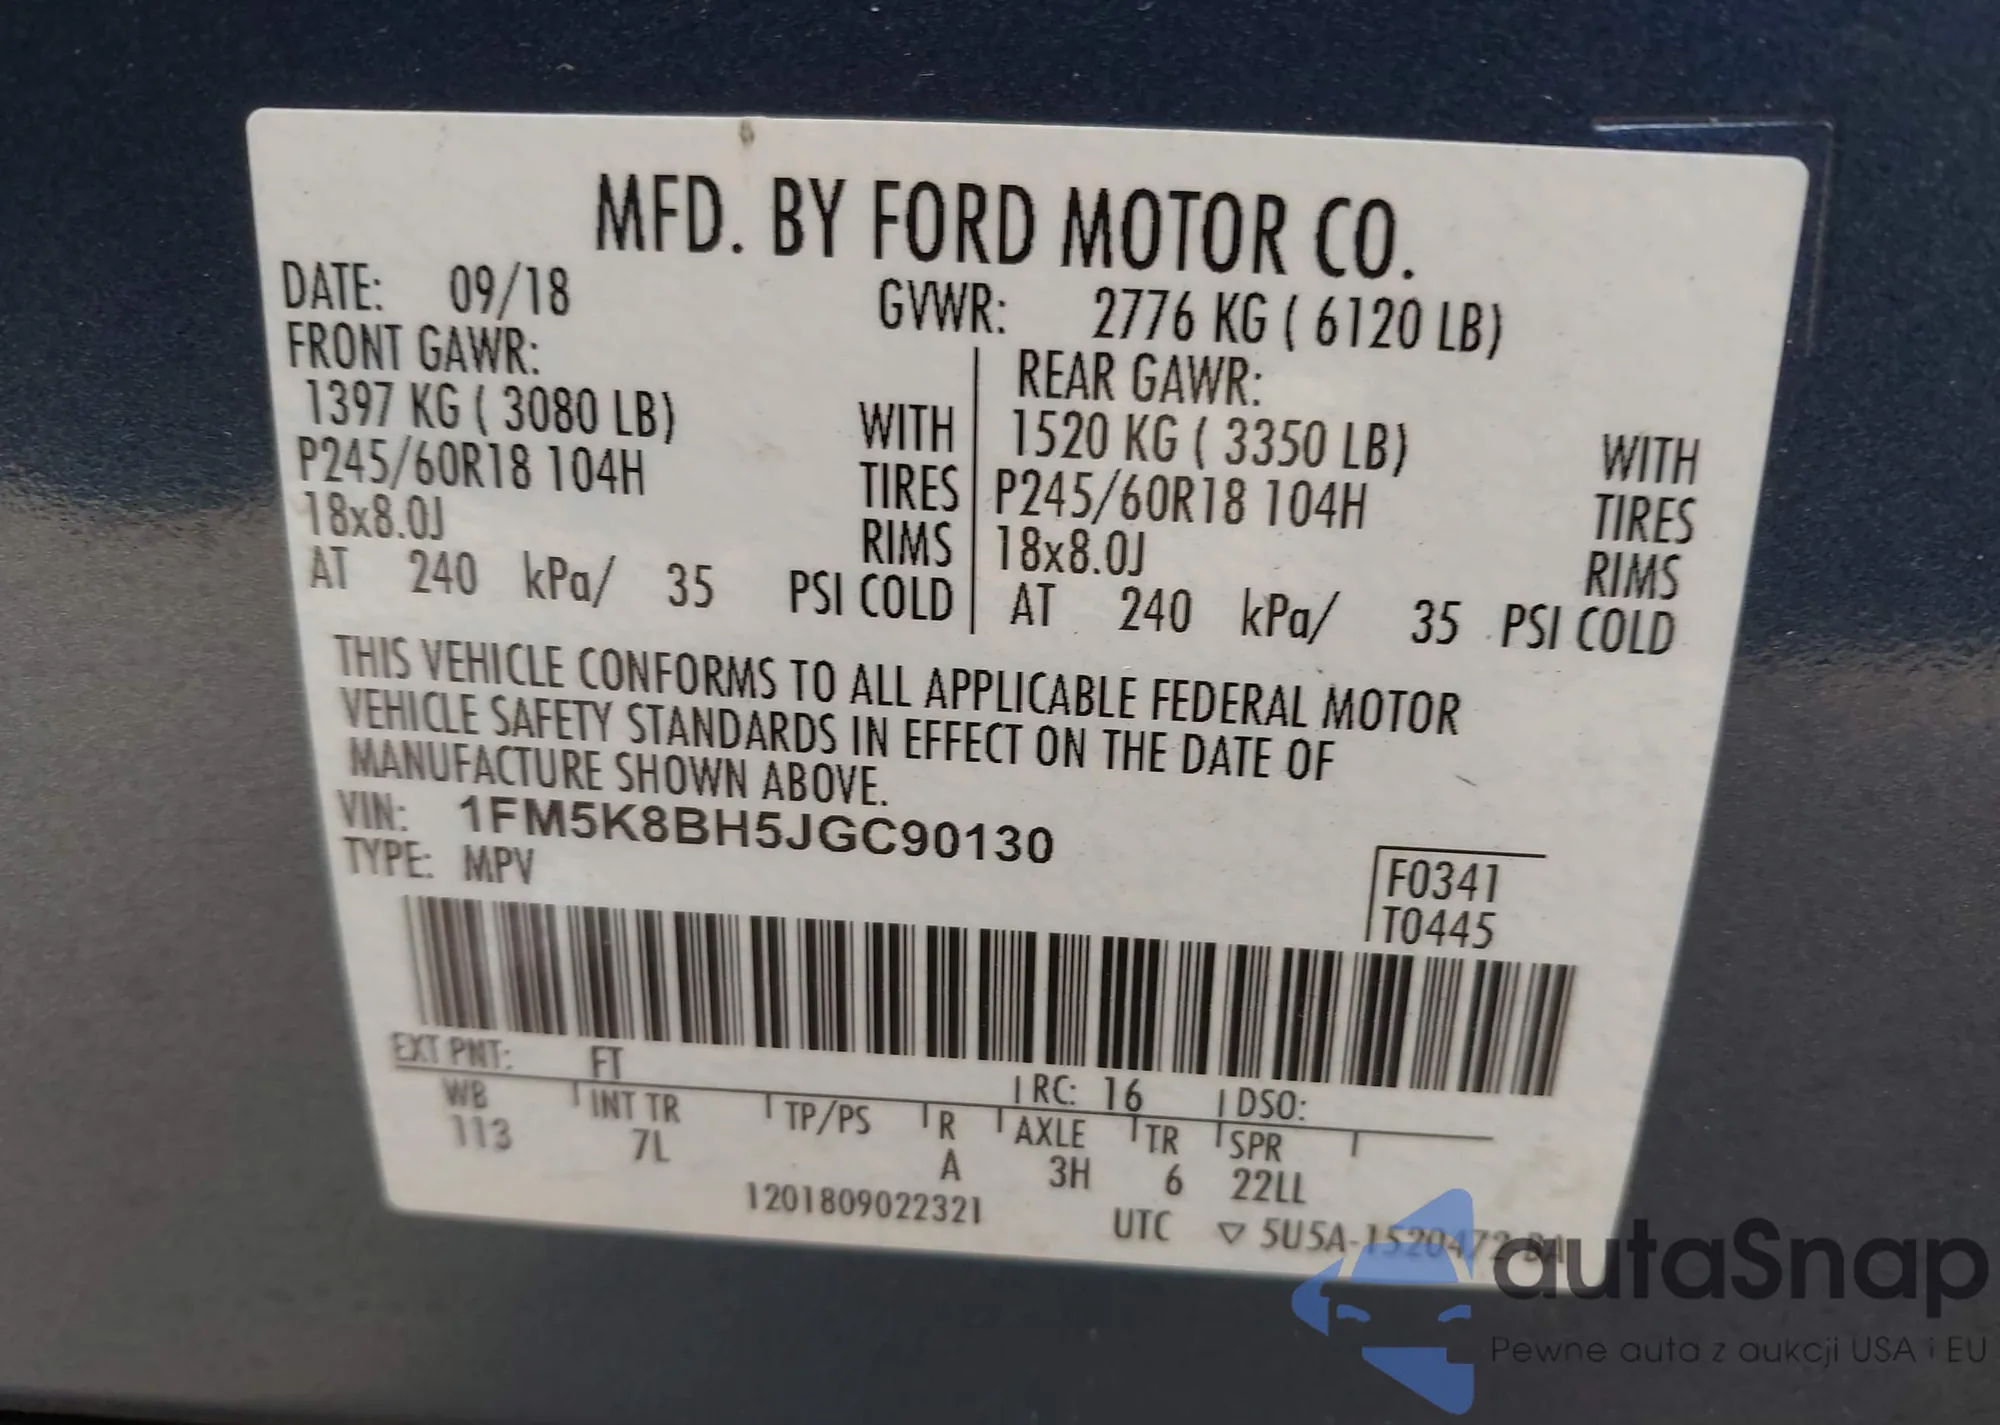 MFD. BY FORD MOTOR CO.
DATE: 09/18 GVWR: 2776 KG ( 6120 LB)
FRONT GAWR: REAR GAWR:
1397 KG ( 3080 LB) WITH 1520 KG ( 3350 LB) WITH
P245/60R18 104H TIRES P245/60R18 104H TIRES
18x8.0J RIMS 18x8.0J RIMS
AT 240 kPa/ 35 PSI COLD AT 240 kPa/ 35 PSI COLD
THIS VEHICLE CONFORMS TO ALL APPLICABLE FEDERAL MOTOR
VEHICLE SAFETY STANDARDS IN EFFECT ON THE DATE OF
MANUFACTURE SHOWN ABOVE.
VIN: 1FM5K8BH5JGC90130
TYPE: MPV
F0341
T0445
EXT PNT: FT RC: 16 DSO:
WB INT TR TP/PS R AXLE TR SPR
113 7L A 3H 6 22LL
1201809022321 UTC ▽ 5U5A-1520472-BA
autaSnap
Pewne auta z aukcji USA i EU